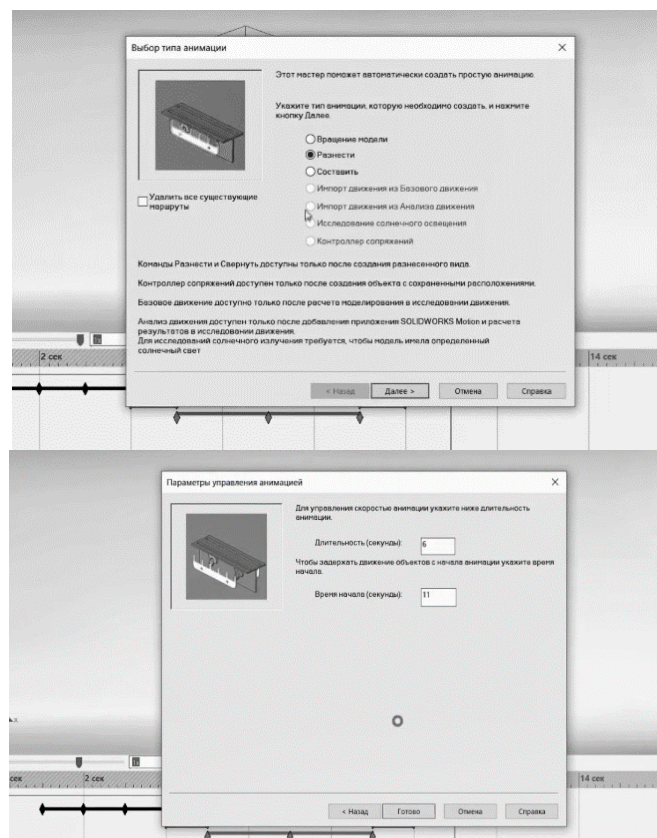 Выбор типа анимации
Этот мастер поможет автоматически создать простую анимацию.
Укажите тип анимации, которую необходимо создать, и нажмите
кнопку Далее.
Вращение модели
Разнести
Составить
Импорт движения из Базового движения
Импорт движения из Анализа движения
Исследование солнечного освещения
Контроллер сопряжений
Удалить все существующие
маршруты
Команды Разнести и Свернуть доступны только после создания разнесенного вида.
Контроллер сопряжений доступен только после создания объекта с сохраненными расположениями.
Базовое движение доступно только после расчета моделирования в исследовании движения.
Анализ движения доступен только после добавления приложения SOLIDWORKS Motion и расчета
результатов в исследовании движения.
Для исследований солнечного излучения требуется, чтобы модель имела определенный
солнечный свет
2 сек
14 сек
< Назад
Далее >
Отмена
Справка
Параметры управления анимацией
Для управления скоростью анимации укажите ниже длительность
анимации.
Длительность (секунды): 6
Чтобы задержать движение объектов с начала анимации укажите время
начала.
Время начала (секунды): 11
сек
2 сек
14 сек
< Назад
Готово
Отмена
Справка